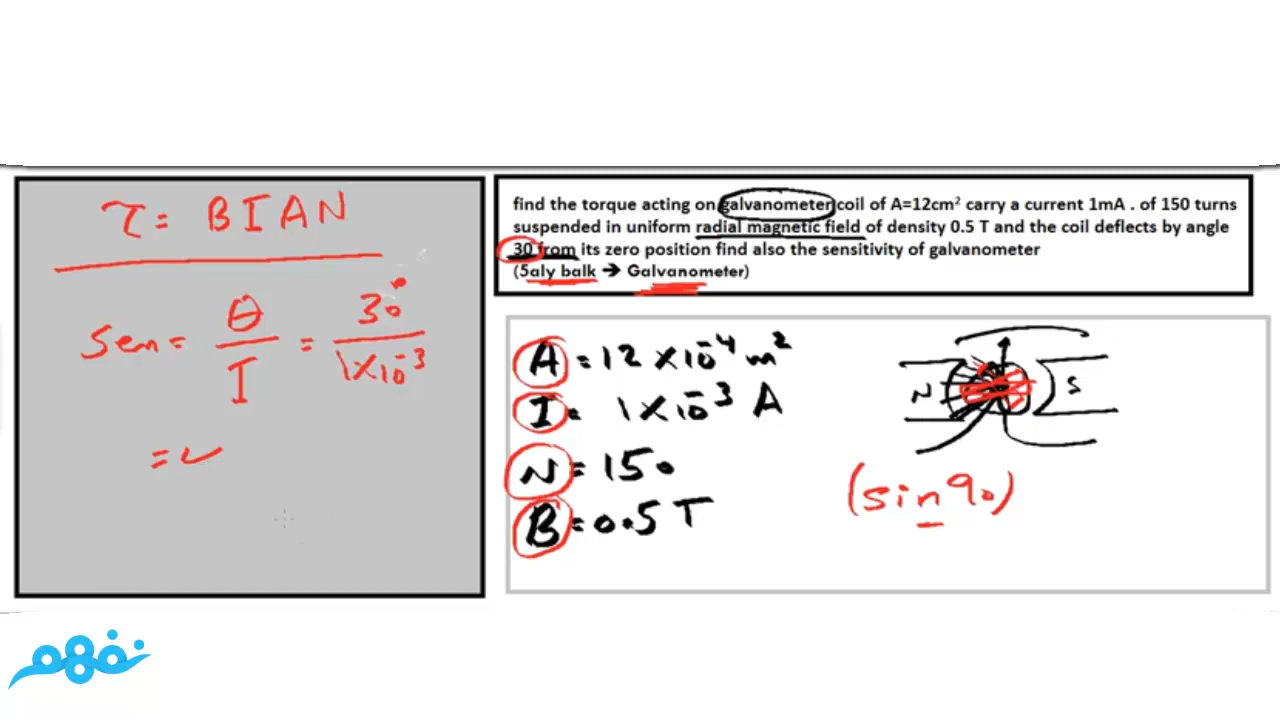 τ = BIAN
Sen = θ/I = 30°/1×10⁻³
= ✓
find the torque acting on galvanometer coil of A=12cm² carry a current 1mA . of 150 turns
suspended in uniform radial magnetic field of density 0.5 T and the coil deflects by angle
30 from its zero position find also the sensitivity of galvanometer
(5aly balk ➔ Galvanometer)
A = 12 ×10⁻⁴ m²
I = 1×10⁻³ A
N = 150
B = 0.5 T
N S
(sin 90)
نفهم